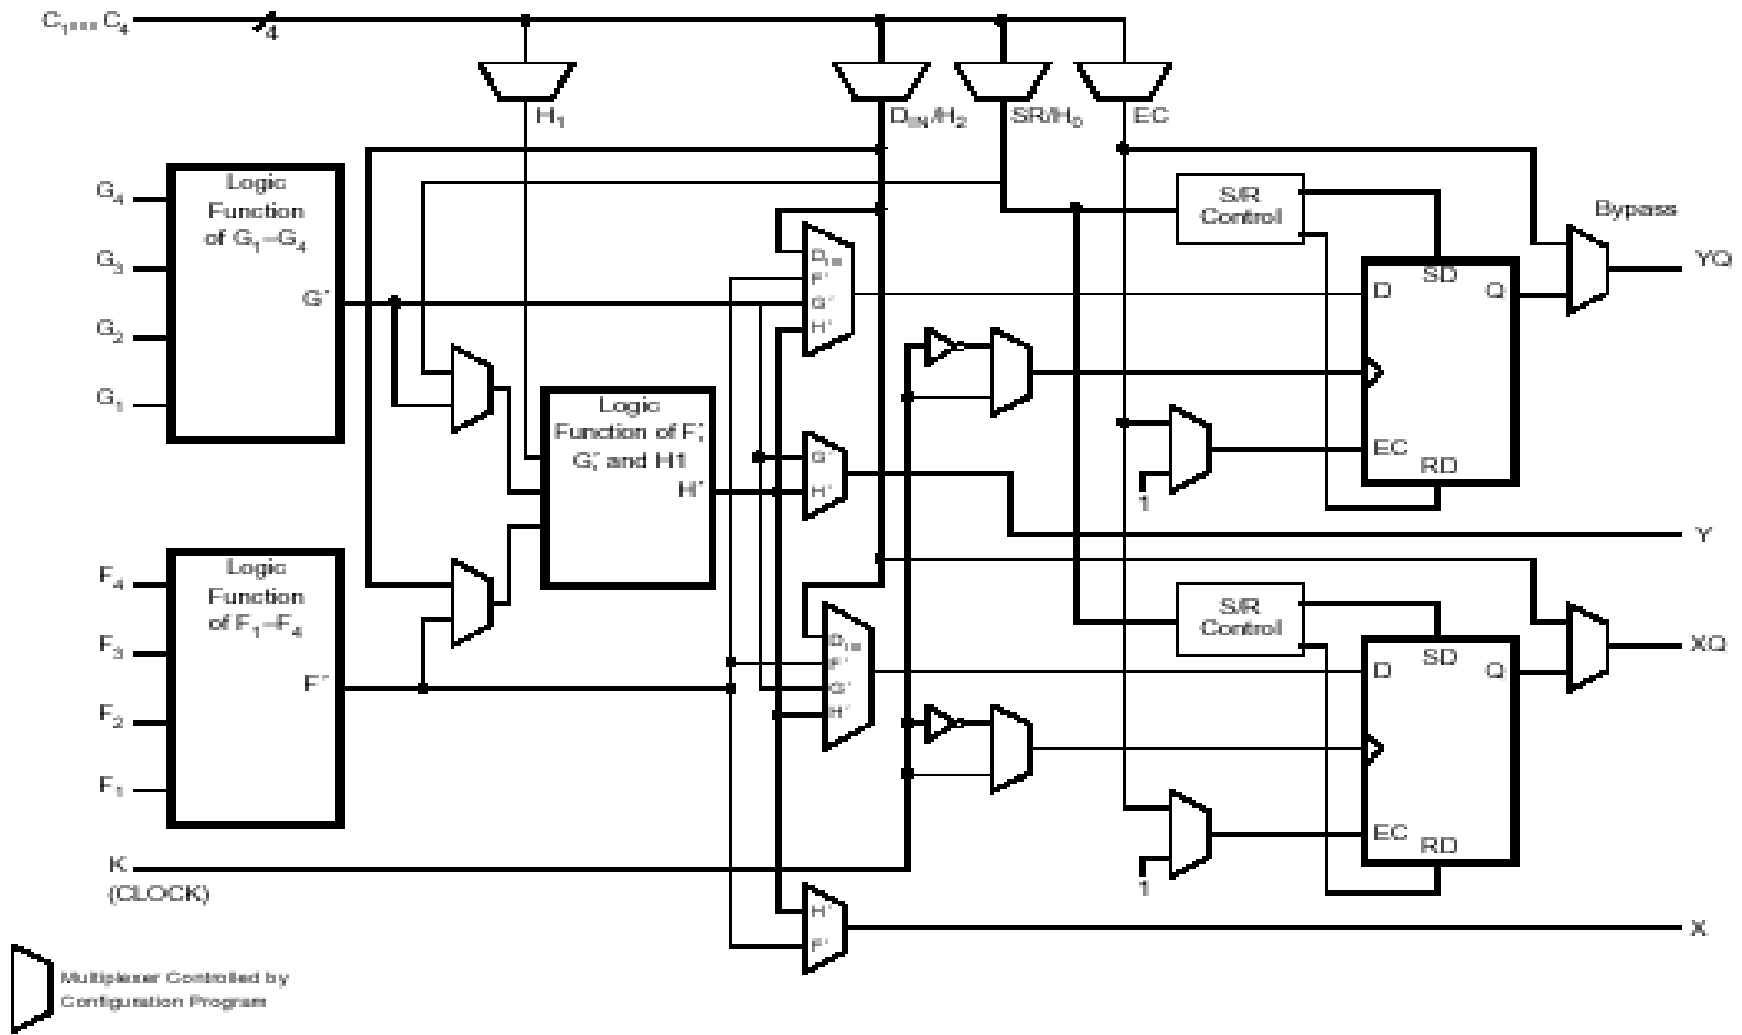 C1 ... C4
4
H1
DIN/H2
SR/H0
EC
G4
G3
G2
G1
Logic
Function
of G1–G4
G'
S/R
Control
Bypass
YQ
DIN
F'
G'
H'
D
SD
Q
EC
RD
1
Logic
Function of F',
G', and H1
H'
G'
H'
Y
F4
F3
F2
F1
Logic
Function
of F1–F4
F'
S/R
Control
XQ
DIN
F'
G'
H'
D
SD
Q
EC
RD
1
K
(CLOCK)
H'
F'
X
Multiplexer Controlled by
Configuration Program